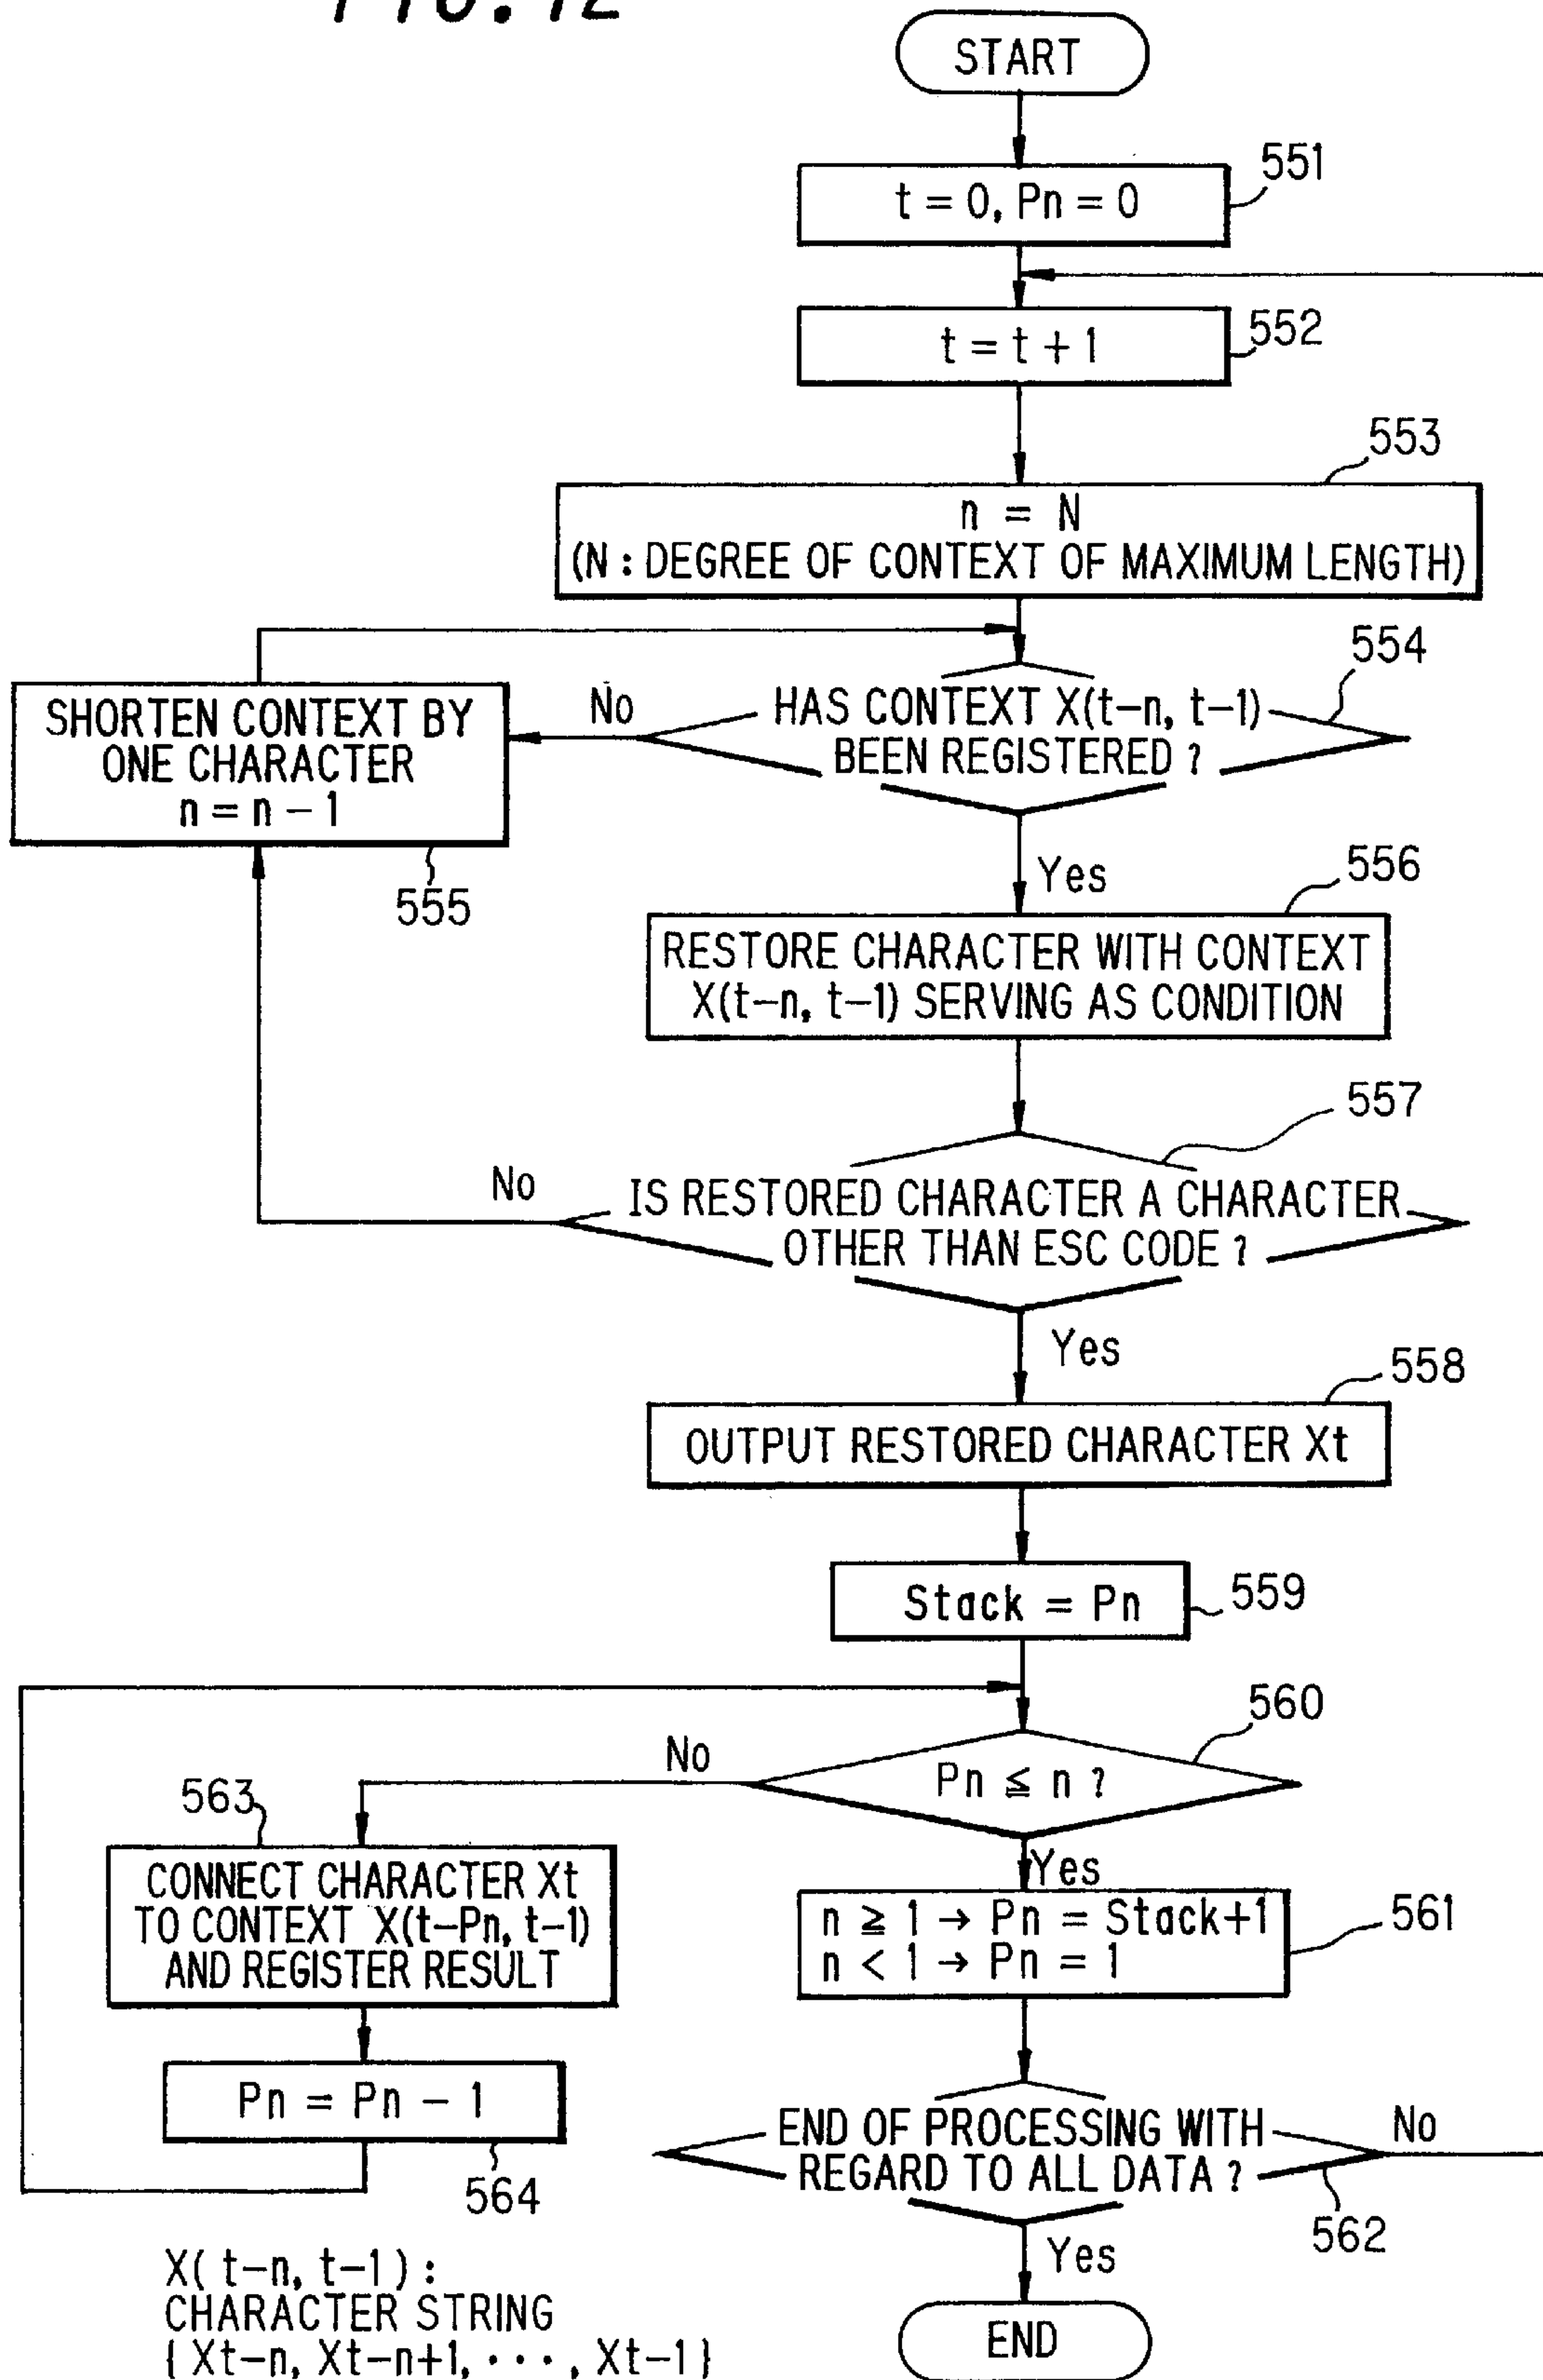 FIG. 12
START
t = 0, Pn = 0
551
t = t + 1
552
553
n = N
(N : DEGREE OF CONTEXT OF MAXIMUM LENGTH)
554
HAS CONTEXT X(t-n, t-1)
BEEN REGISTERED ?
No
SHORTEN CONTEXT BY
ONE CHARACTER
n = n - 1
555
Yes
556
RESTORE CHARACTER WITH CONTEXT
X(t-n, t-1) SERVING AS CONDITION
557
No
IS RESTORED CHARACTER A CHARACTER
OTHER THAN ESC CODE ?
Yes
558
OUTPUT RESTORED CHARACTER Xt
Stack = Pn
559
560
No
Pn ≦ n ?
563
CONNECT CHARACTER Xt
TO CONTEXT X(t-Pn, t-1)
AND REGISTER RESULT
Yes
n ≧ 1 → Pn = Stack+1
n < 1 → Pn = 1
561
Pn = Pn - 1
564
END OF PROCESSING WITH
REGARD TO ALL DATA ?
No
562
Yes
END
X( t-n, t-1 ) :
CHARACTER STRING
{ Xt-n, Xt-n+1, ･･･, Xt-1 }